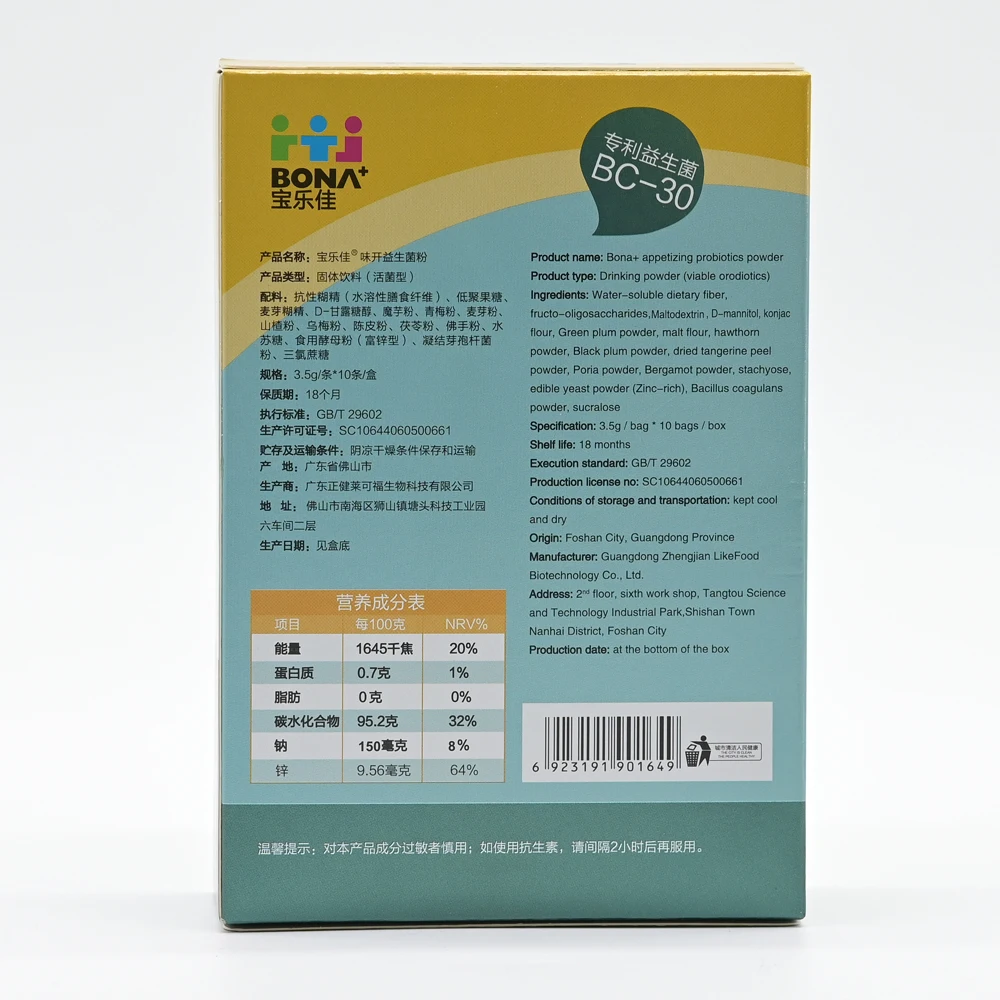 专利益生菌
BC-30
BONA+
宝乐佳
产品名称：宝乐佳®味开益生菌粉
产品类型：固体饮料（活菌型）
配料：抗性糊精（水溶性膳食纤维）、低聚果糖、
麦芽糊精、D-甘露糖醇、魔芋粉、青梅粉、麦芽粉、
山楂粉、乌梅粉、陈皮粉、茯苓粉、佛手粉、水
苏糖、食用酵母粉（富锌型）、凝结芽孢杆菌
粉、三氯蔗糖
规格：3.5g/条*10条/盒
保质期：18个月
执行标准：GB/T 29602
生产许可证号：SC10644060500661
贮存及运输条件：阴凉干燥条件保存和运输
产 地：广东省佛山市
生产商：广东正健莱可福生物科技有限公司
地 址：佛山市南海区狮山镇塘头科技工业园
六车间二层
生产日期：见盒底
Product name: Bona+ appetizing probiotics powder
Product type: Drinking powder (viable orodiotics)
Ingredients: Water-soluble dietary fiber,
fructo-oligosaccharides,Maltodextrin, D-mannitol, konjac
flour, Green plum powder, malt flour, hawthorn
powder, Black plum powder, dried tangerine peel
powder, Poria powder, Bergamot powder, stachyose,
edible yeast powder (Zinc-rich), Bacillus coagulans
powder, sucralose
Specification: 3.5g / bag * 10 bags / box
Shelf life: 18 months
Execution standard: GB/T 29602
Production license no: SC10644060500661
Conditions of storage and transportation: kept cool
and dry
Origin: Foshan City, Guangdong Province
Manufacturer: Guangdong Zhengjian LikeFood
Biotechnology Co., Ltd.
Address: 2nd floor, sixth work shop, Tangtou Science
and Technology Industrial Park,Shishan Town
Nanhai District, Foshan City
Production date: at the bottom of the box
营养成分表
项目 每100克 NRV%
能量 1645千焦 20%
蛋白质 0.7克 1%
脂肪 0克 0%
碳水化合物 95.2克 32%
钠 150毫克 8%
锌 9.56毫克 64%
6 923191 901649
城市清洁人民健康
THE CITY IS CLEAN
THE PEOPLE HEALTHY
温馨提示：对本产品成分过敏者慎用；如使用抗生素，请间隔2小时后再服用。